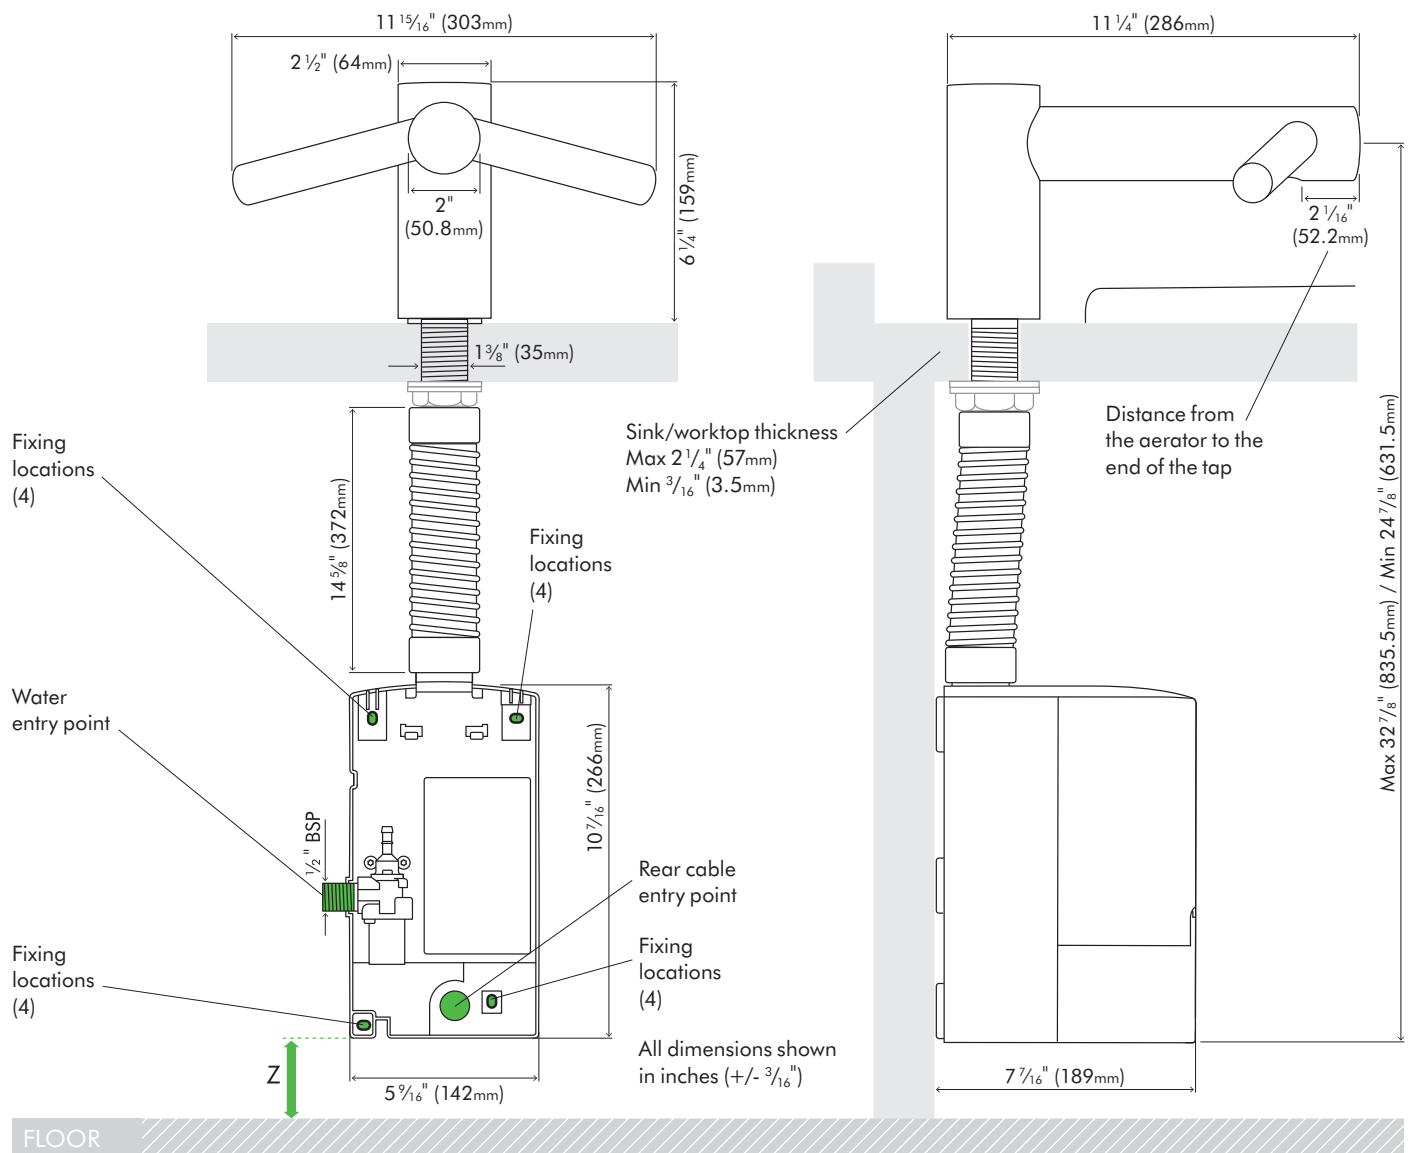 11 15/16" (303mm)
2 1/2" (64mm)
2"
(50.8mm)
6 1/4" (159mm)
1 3/8" (35mm)
11 1/4" (286mm)
2 1/16"
(52.2mm)
Distance from
the aerator to the
end of the tap
Sink/worktop thickness
Max 2 1/4" (57mm)
Min 3/16" (3.5mm)
Max 32 7/8" (835.5mm) / Min 24 7/8" (631.5mm)
Fixing
locations
(4)
14 5/8" (372mm)
Fixing
locations
(4)
Water
entry point
1/2" BSP
10 7/16" (266mm)
Rear cable
entry point
Fixing
locations
(4)
Fixing
locations
(4)
All dimensions shown
in inches (+/- 3/16")
Z
5 9/16" (142mm)
7 7/16" (189mm)
FLOOR